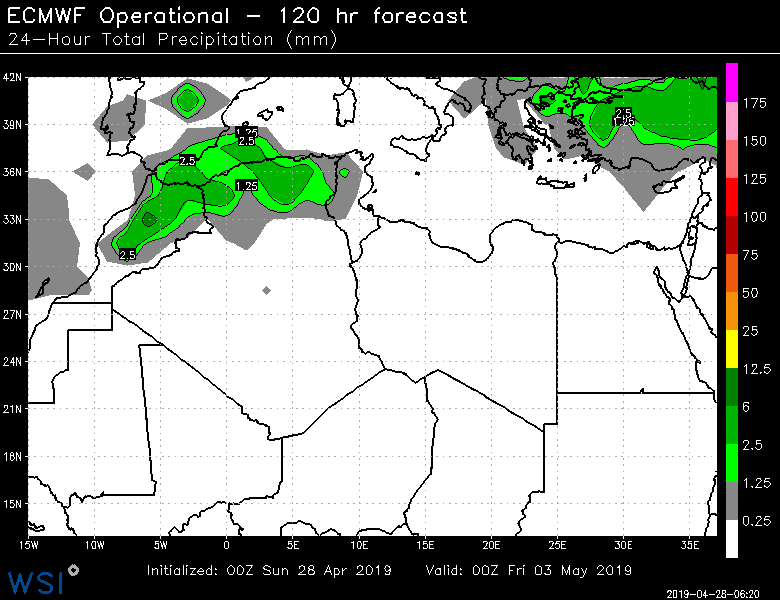 ECMWF Operational – 120 hr forecast
24–Hour Total Precipitation (mm)
42N
39N
36N
33N
30N
27N
24N
21N
18N
15N
1.25
2.5
2.5
1.25
2.5
2.5
1.25
175
150
125
100
75
50
25
12.5
6
2.5
1.25
0.25
15W 10W 5W 0 5E 10E 15E 20E 25E 30E 35E
WSI
Initialized: 00Z Sun 28 Apr 2019 Valid: 00Z Fri 03 May 2019
2019-04-28-06:20